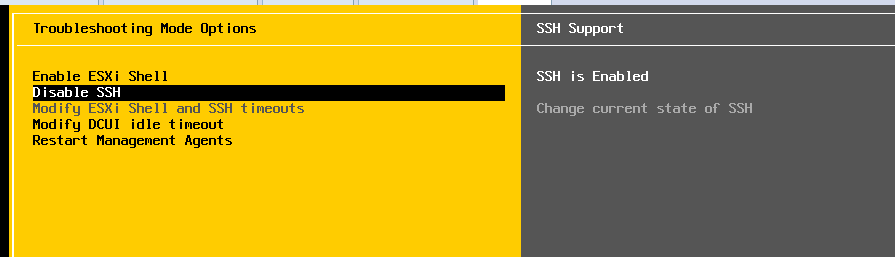 Troubleshooting Mode Options
SSH Support
Enable ESXi Shell
Disable SSH
Modify ESXi Shell and SSH timeouts
Modify DCUI idle timeout
Restart Management Agents
SSH is Enabled
Change current state of SSH